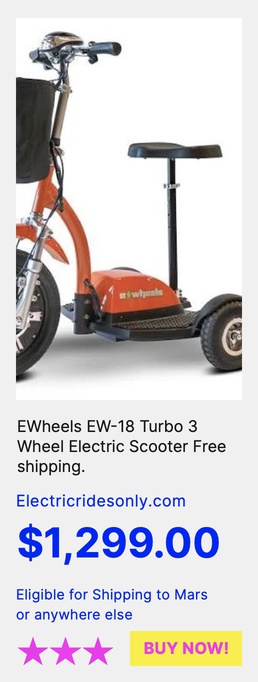 ewheels
EWheels EW-18 Turbo 3
Wheel Electric Scooter Free
shipping.
Electricridesonly.com
$1,299.00
Eligible for Shipping to Mars
or anywhere else
BUY NOW!